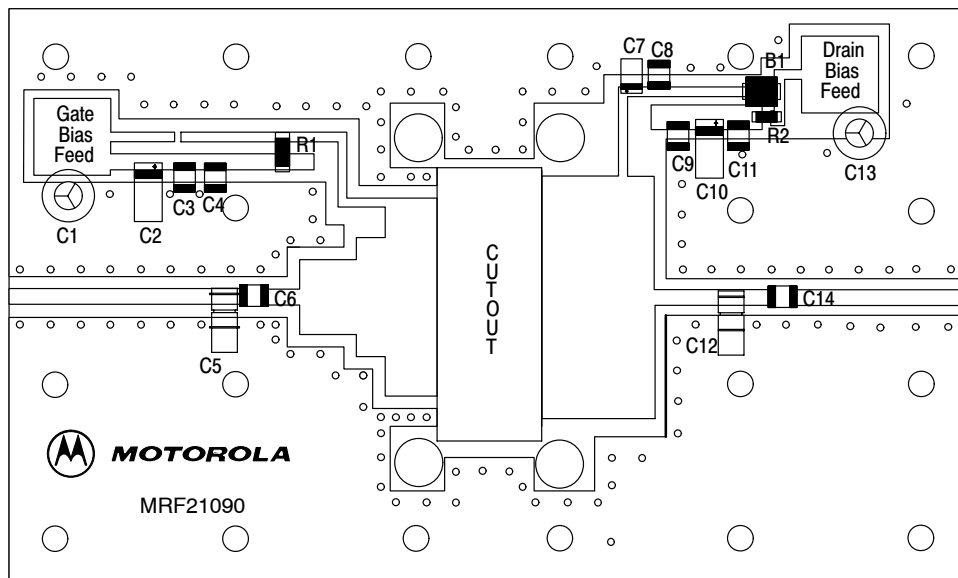 C7
C8
B1
Drain
Bias
Feed
Gate
Bias
Feed
R1
R2
C9
C10
C11
C13
C1
C2
C3
C4
CUTOUT
C6
C14
C5
C12
MOTOROLA
MRF21090